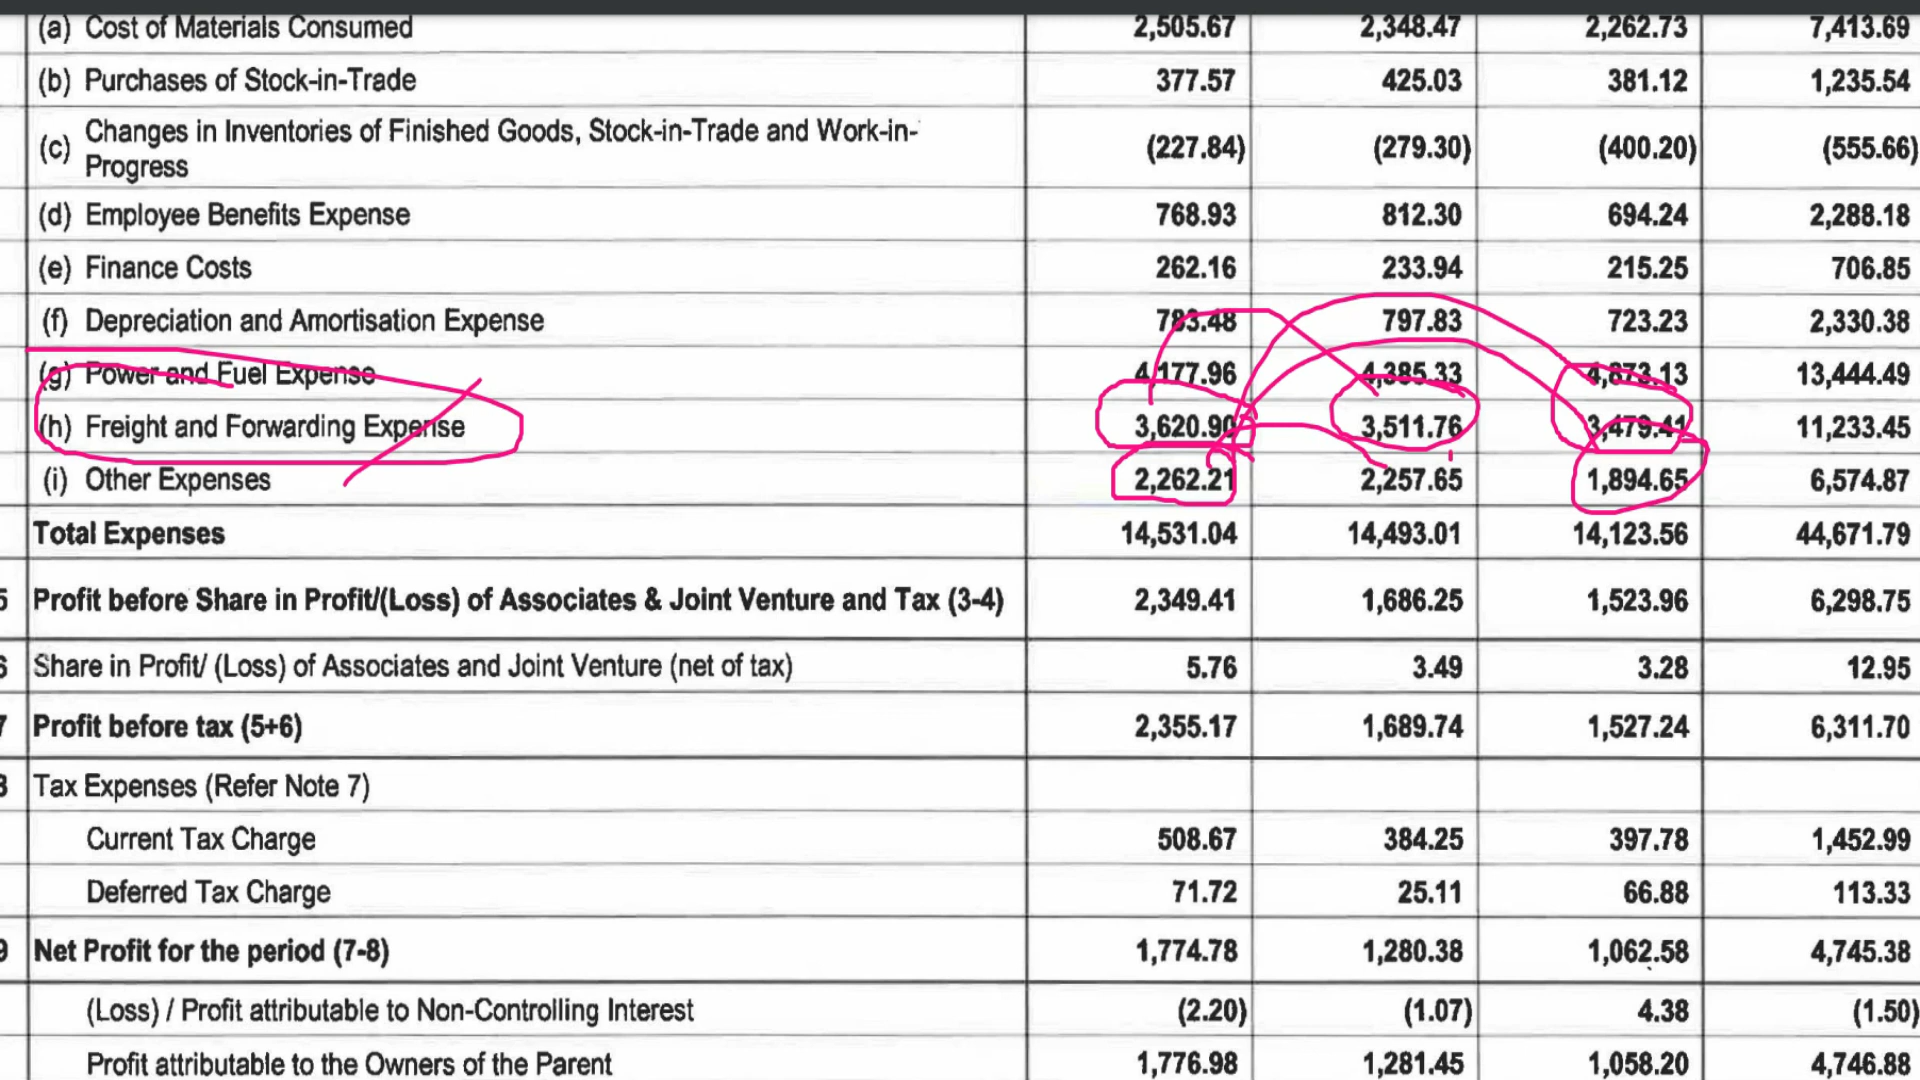 (a) Cost of Materials Consumed 2,505.67 2,348.47 2,262.73 7,413.69
(b) Purchases of Stock-in-Trade 377.57 425.03 381.12 1,235.54
(c) Changes in Inventories of Finished Goods, Stock-in-Trade and Work-in-
Progress (227.84) (279.30) (400.20) (555.66)
(d) Employee Benefits Expense 768.93 812.30 694.24 2,288.18
(e) Finance Costs 262.16 233.94 215.25 706.85
(f) Depreciation and Amortisation Expense 783.48 797.83 723.23 2,330.38
(g) Power and Fuel Expense 4,177.96 4,385.33 4,873.13 13,444.49
(h) Freight and Forwarding Expense 3,620.90 3,511.76 3,479.41 11,233.45
(i) Other Expenses 2,262.21 2,257.65 1,894.65 6,574.87
Total Expenses 14,531.04 14,493.01 14,123.56 44,671.79
5 Profit before Share in Profit/(Loss) of Associates & Joint Venture and Tax (3-4) 2,349.41 1,686.25 1,523.96 6,298.75
6 Share in Profit/ (Loss) of Associates and Joint Venture (net of tax) 5.76 3.49 3.28 12.95
7 Profit before tax (5+6) 2,355.17 1,689.74 1,527.24 6,311.70
8 Tax Expenses (Refer Note 7)
Current Tax Charge 508.67 384.25 397.78 1,452.99
Deferred Tax Charge 71.72 25.11 66.88 113.33
9 Net Profit for the period (7-8) 1,774.78 1,280.38 1,062.58 4,745.38
(Loss) / Profit attributable to Non-Controlling Interest (2.20) (1.07) 4.38 (1.50)
Profit attributable to the Owners of the Parent 1,776.98 1,281.45 1,058.20 4,746.88